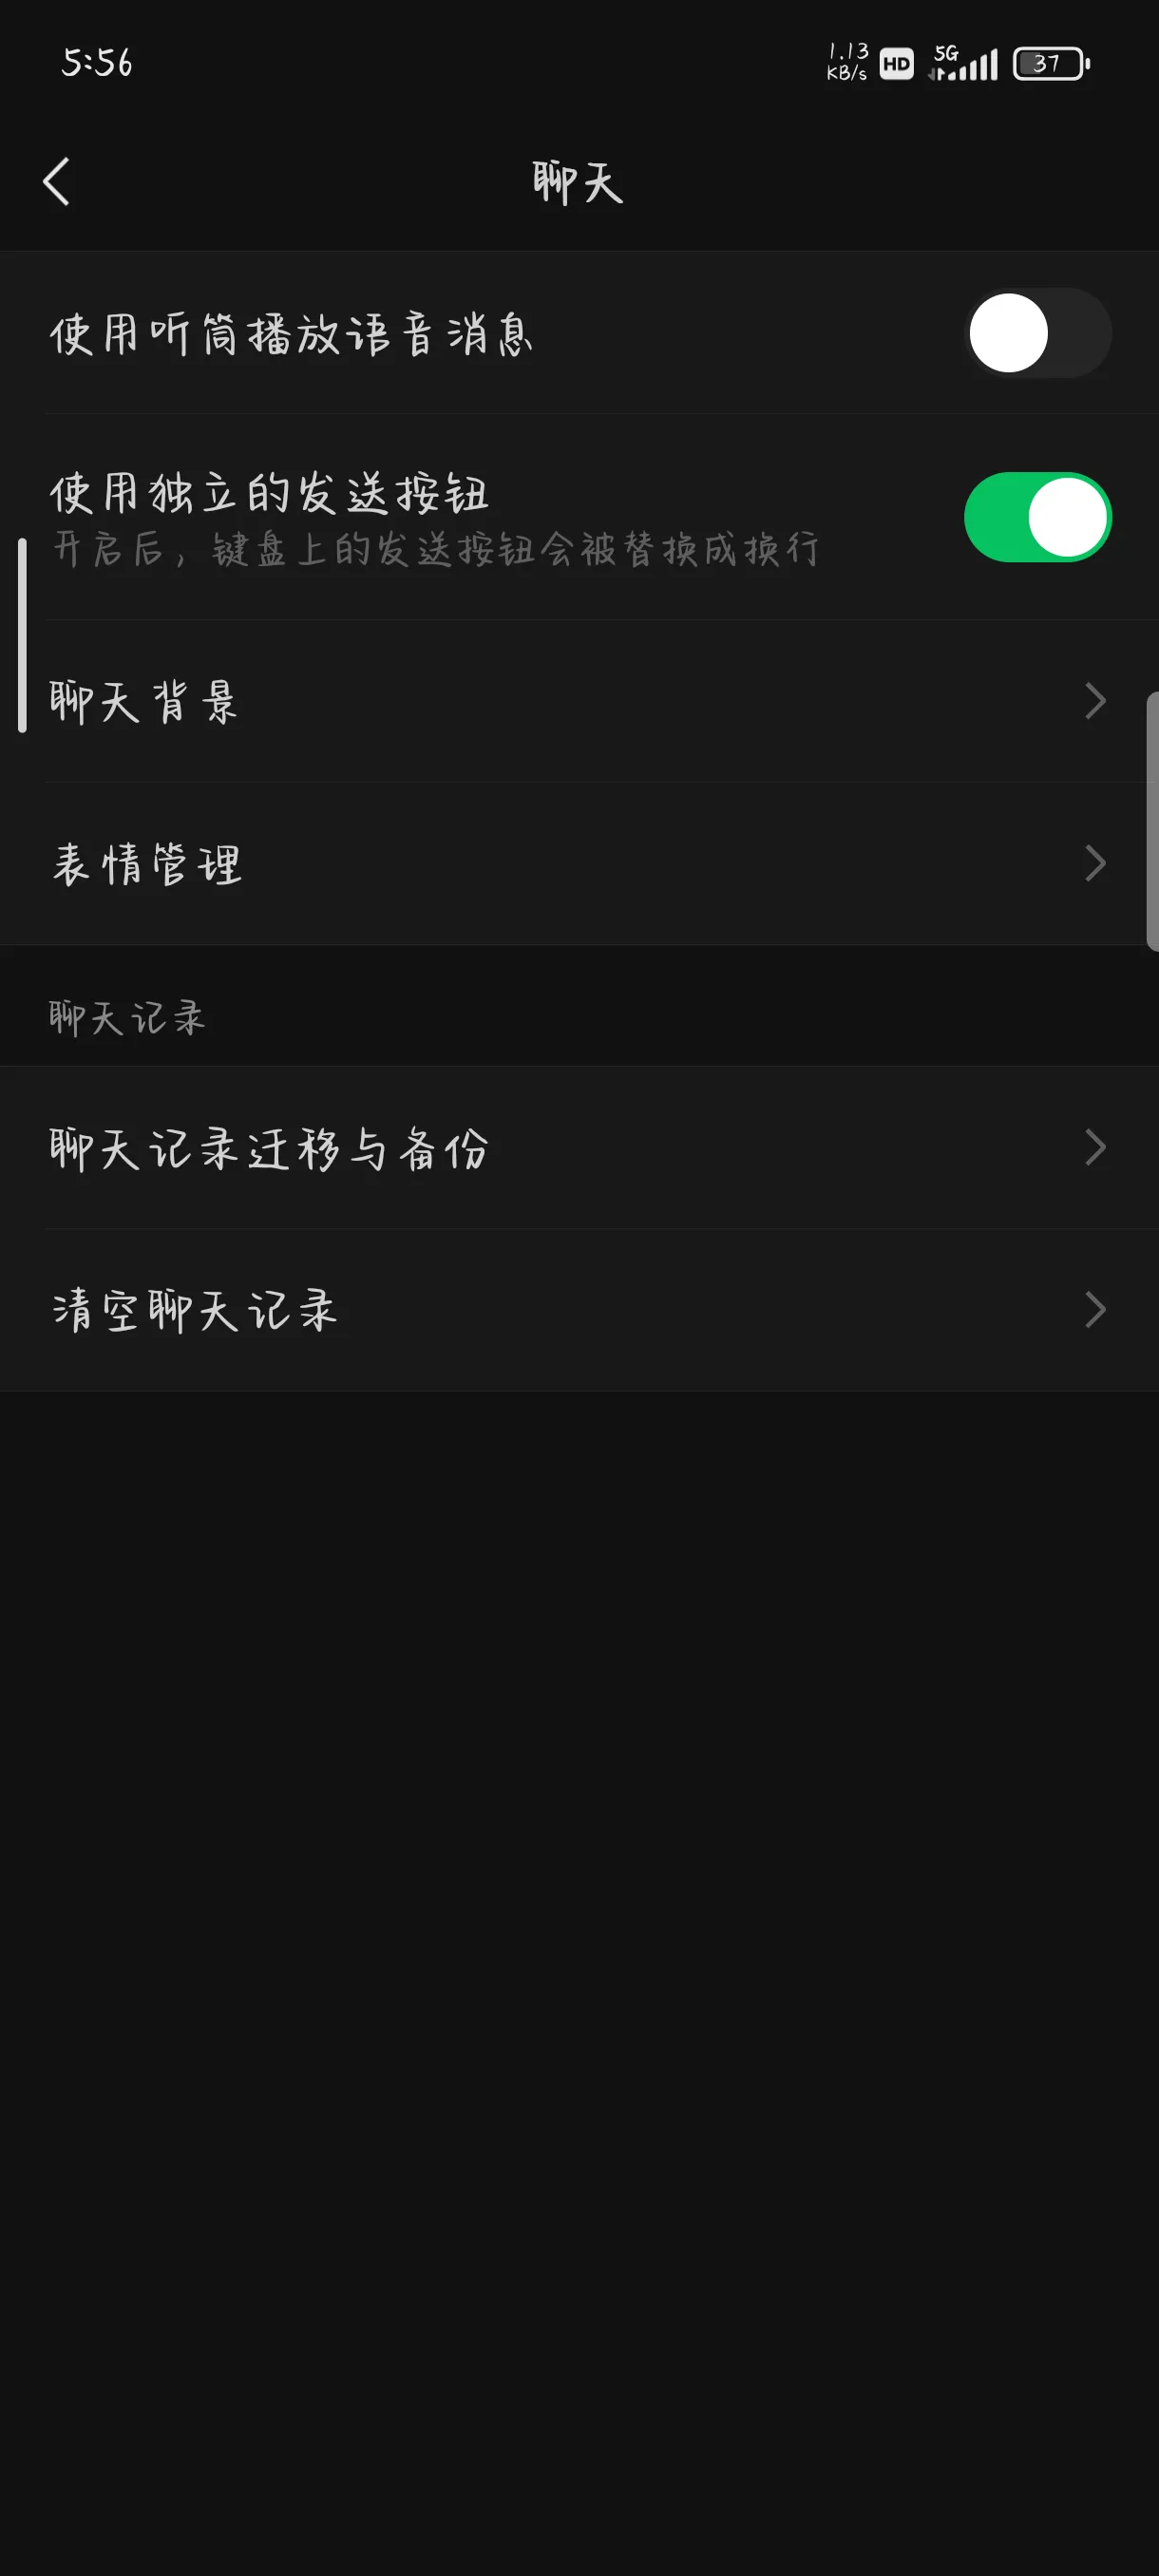 5:56
1.13
KB/s
HD
5G
37
聊天
使用听筒播放语音消息
使用独立的发送按钮
开启后，键盘上的发送按钮会被替换成换行
聊天背景
表情管理
聊天记录
聊天记录迁移与备份
清空聊天记录